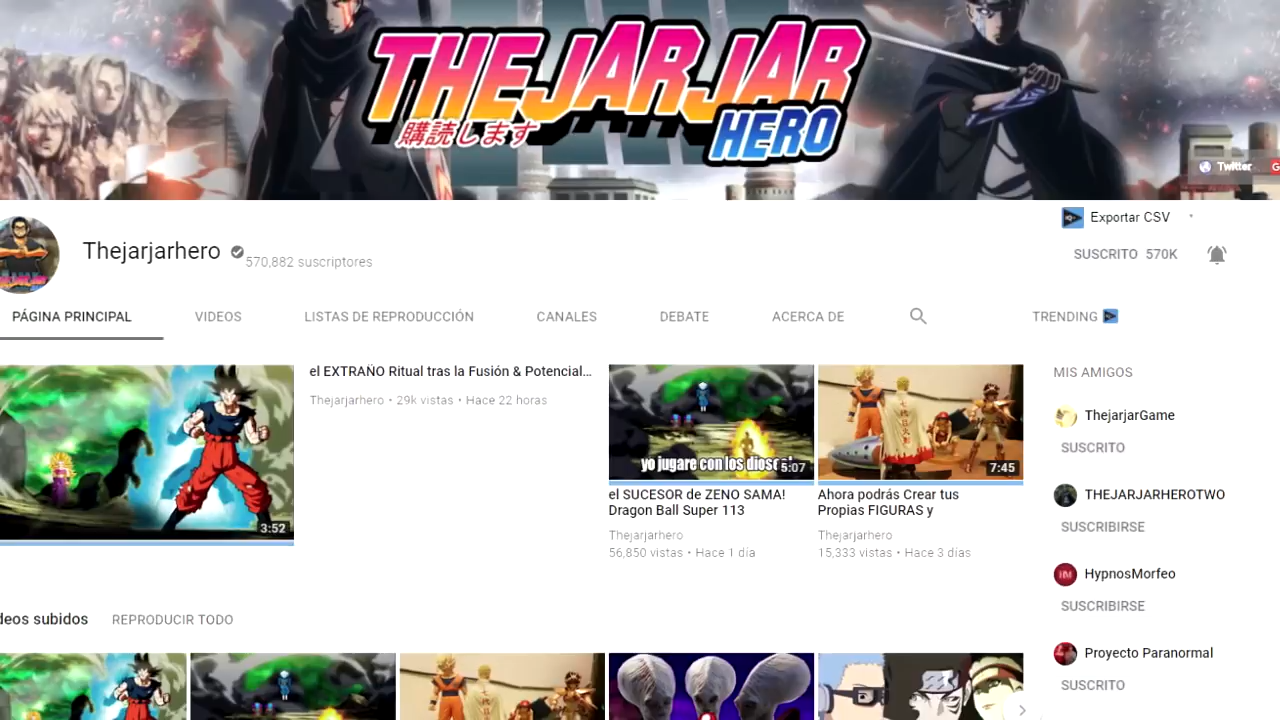 THEJARJAR
HERO
購読します
Twitter
G
Exportar CSV
Thejarjarhero
570,882 suscriptores
SUSCRITO 570K
PÁGINA PRINCIPAL
VIDEOS
LISTAS DE REPRODUCCIÓN
CANALES
DEBATE
ACERCA DE
TRENDING
3:52
el EXTRAÑO Ritual tras la Fusión & Potencial...
Thejarjarhero • 29k vistas • Hace 22 horas
yo jugare con los dioses
5:07
el SUCESOR de ZENO SAMA!
Dragon Ball Super 113
Thejarjarhero
56,850 vistas • Hace 1 día
7:45
Ahora podrás Crear tus
Propias FIGURAS y
Thejarjarhero
15,333 vistas • Hace 3 días
MIS AMIGOS
ThejarjarGame
SUSCRITO
THEJARJARHEROTWO
SUSCRIBIRSE
HM
HypnosMorfeo
SUSCRIBIRSE
Proyecto Paranormal
SUSCRITO
deos subidos
REPRODUCIR TODO